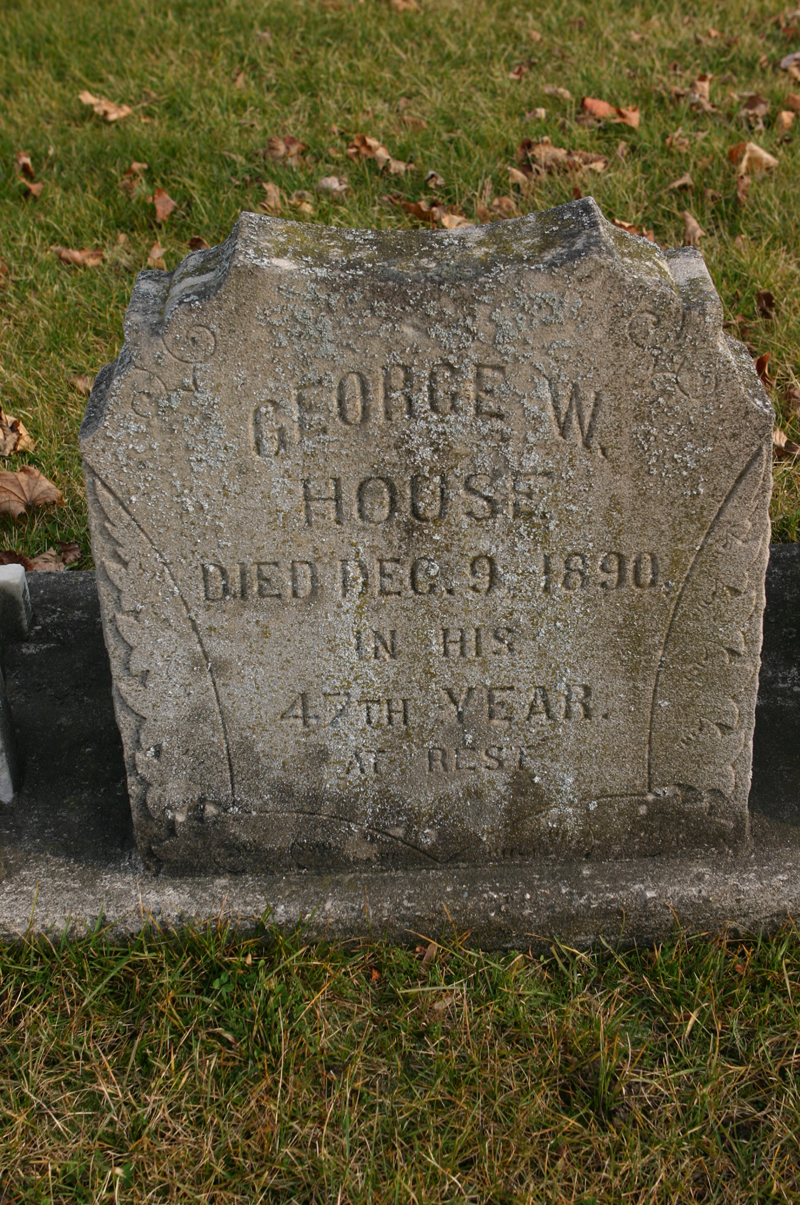 GEORGE W.
HOUSE
DIED DEC. 9, 1890
IN HIS
47TH YEAR.
AT REST